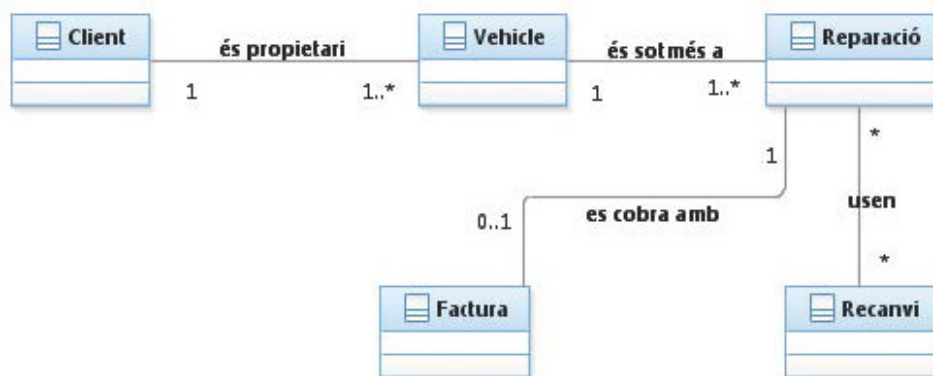 Client
és propietari
Vehicle
és sotmés a
Reparació
1
1..*
1
1..*
1
*
0..1
es cobra amb
usen
*
Factura
Recanvi